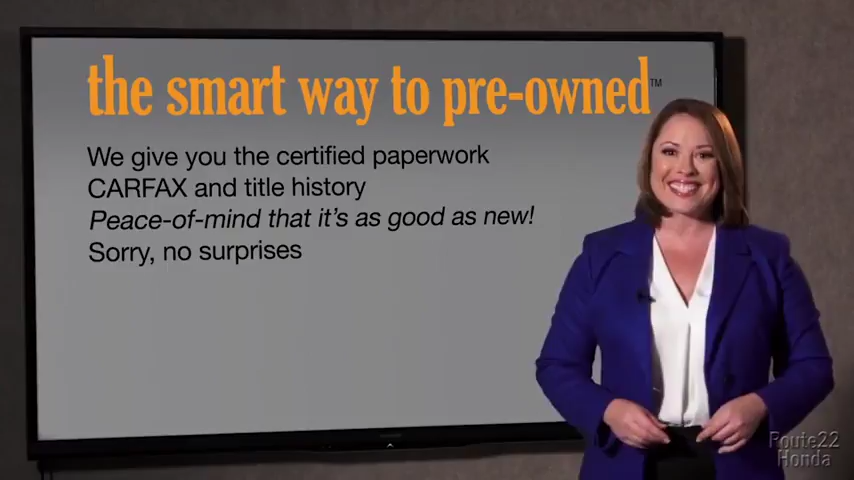 the smart way to pre-owned™
We give you the certified paperwork
CARFAX and title history
Peace-of-mind that it's as good as new!
Sorry, no surprises
Route22
Honda